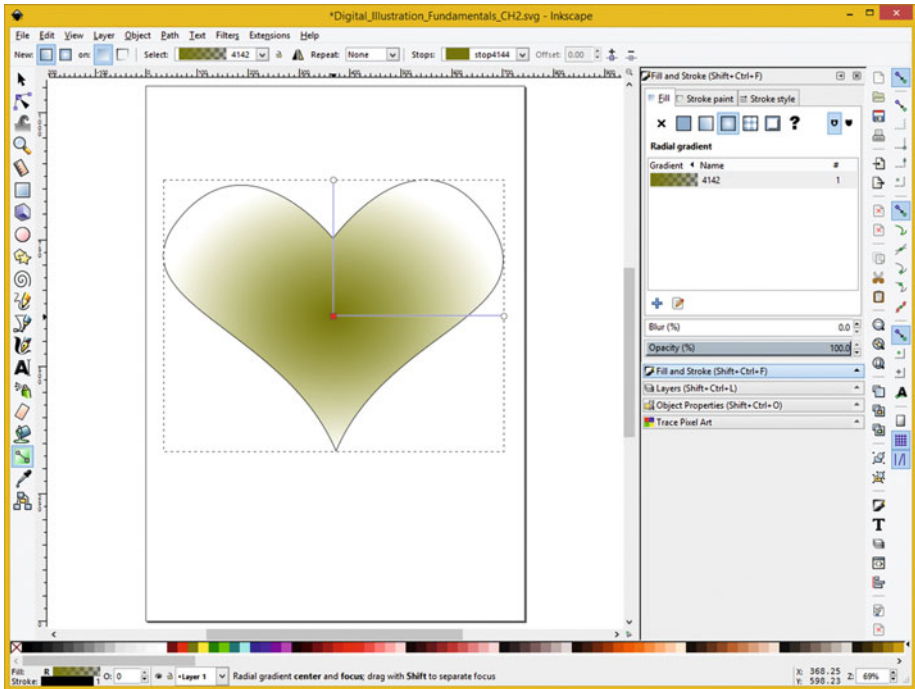 *Digital_Illustration_Fundamentals_CH2.svg - Inkscape
File Edit View Layer Object Path Text Filters Extensions Help
New: on: Select: 4142 Repeat: None Stops: stop4144 Offset: 0.00
Fill and Stroke (Shift+Ctrl+F)
Fill Stroke paint Stroke style
?
Radial gradient
Gradient Name #
4142 1
Blur (%) 0.0
Opacity (%) 100.0
Fill and Stroke (Shift+Ctrl+F)
Layers (Shift+Ctrl+L)
Object Properties (Shift+Ctrl+O)
Trace Pixel Art
Fill: R
Stroke: 1 O: 0 Layer 1 Radial gradient center and focus; drag with Shift to separate focus
X: 368.25
Y: 598.23 Z: 69%